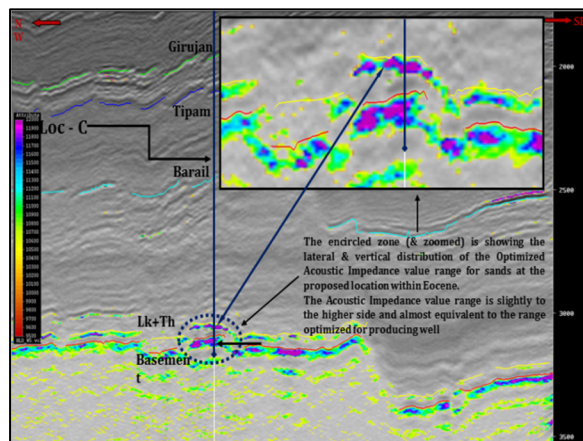 N
W
SE
Girujan
2000
Tipam
Loc - C
Barail
2500
The encircled zone (& zoomed) is showing the
lateral & vertical distribution of the Optimized
Acoustic Impedance value range for sands at the
proposed location within Eocene.
The Acoustic Impedance value range is slightly to
the higher side and almost equivalent to the range
optimized for producing well
3000
Lk+Th
Basemen
t
3500